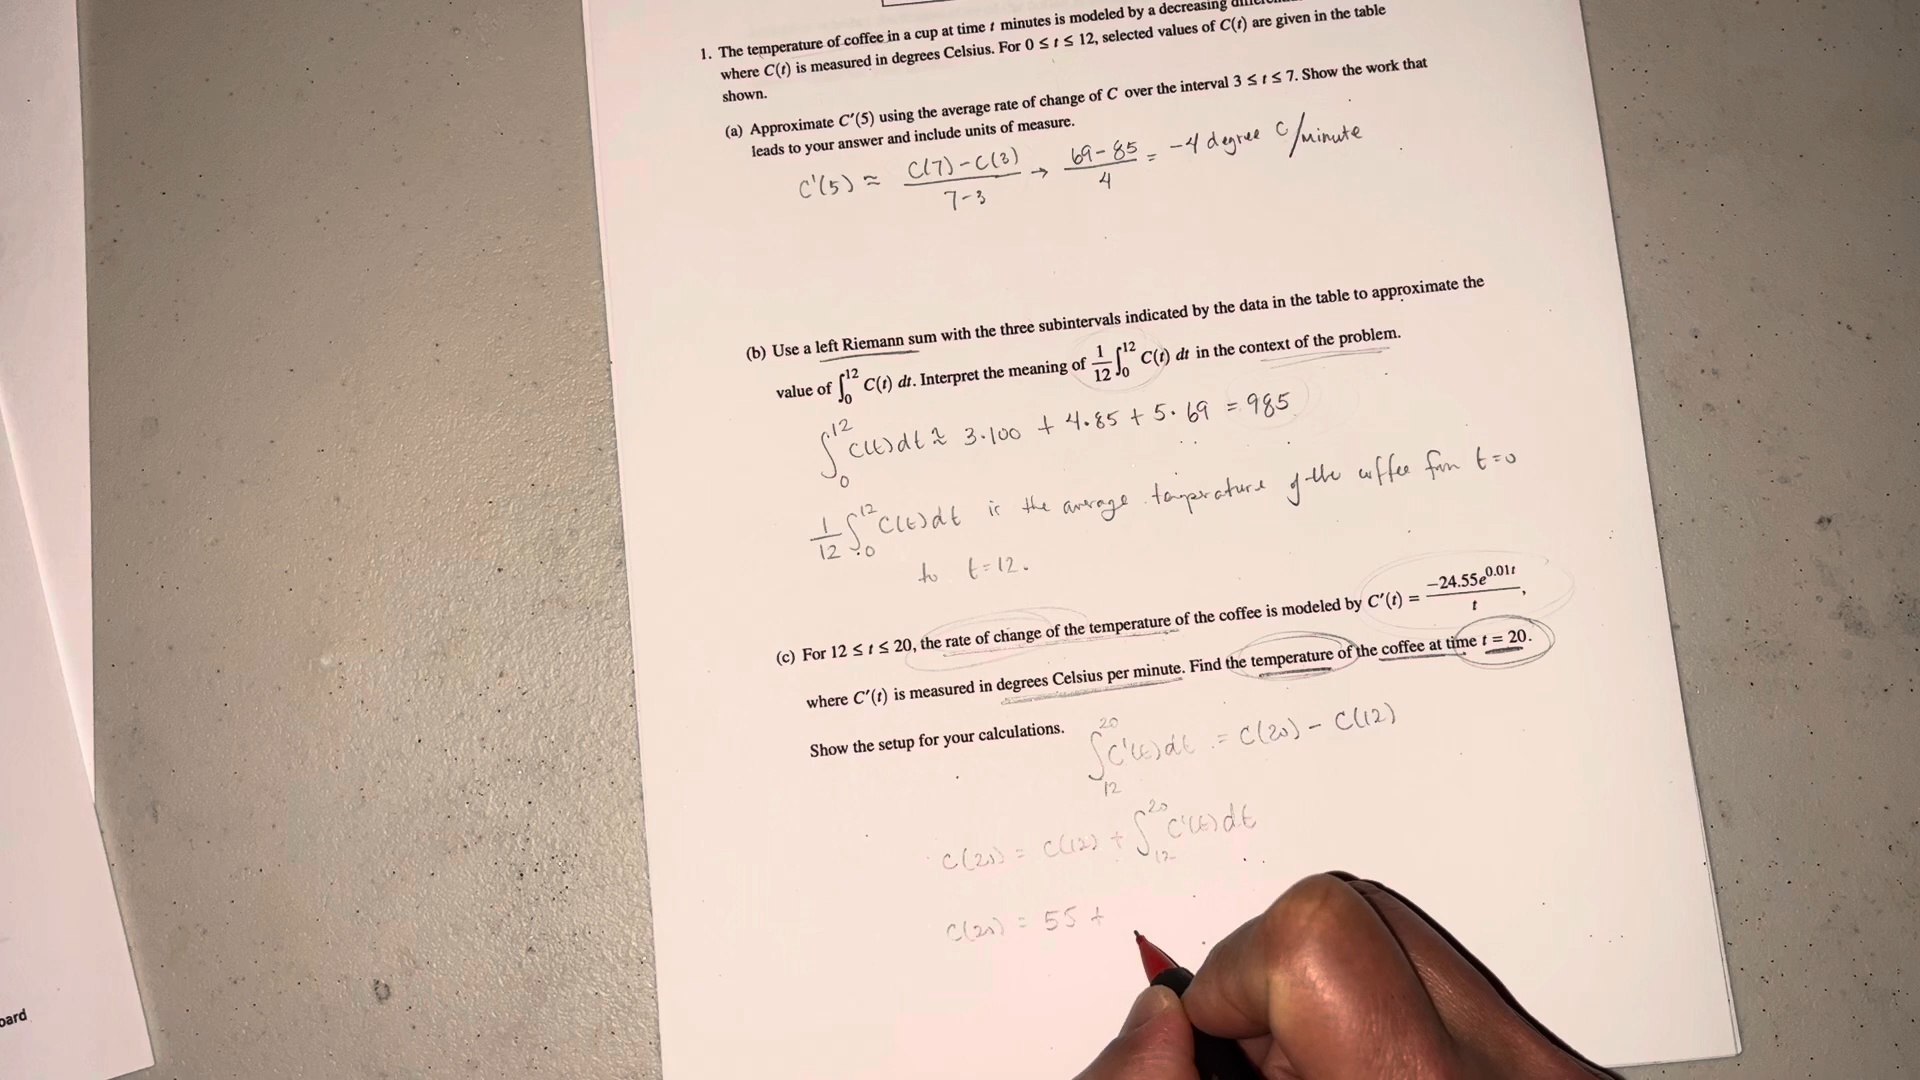 1. The temperature of coffee in a cup at time t minutes is modeled by a decreasing
where C(t) is measured in degrees Celsius. For 0 ≤ t ≤ 12, selected values of C(t) are given in the table
shown.
(a) Approximate C′(5) using the average rate of change of C over the interval 3 ≤ t ≤ 7. Show the work that
leads to your answer and include units of measure.
C'(5) ≈ (C(7) - C(3))/(7-3) → (69-85)/4 = -4 degree C/minute
(b) Use a left Riemann sum with the three subintervals indicated by the data in the table to approximate the
value of ∫₀¹² C(t) dt. Interpret the meaning of 1/12 ∫₀¹² C(t) dt in the context of the problem.
∫₀¹² C(t)dt ≈ 3·100 + 4·85 + 5·69 = 985
1/12 ∫₀¹² C(t)dt is the average temperature of the coffee from t=0
to t=12.
(c) For 12 ≤ t ≤ 20, the rate of change of the temperature of the coffee is modeled by C′(t) = (-24.55e^(0.01t))/t,
where C′(t) is measured in degrees Celsius per minute. Find the temperature of the coffee at time t = 20.
Show the setup for your calculations.
∫₁₂²⁰ C'(t)dt = C(20) - C(12)
C(20) = C(12) + ∫₁₂²⁰ C'(t)dt
C(20) = 55 +
oard